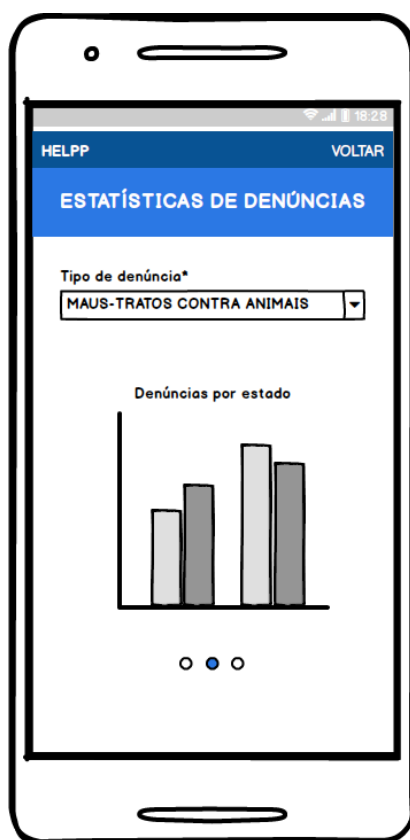 18:28
HELPP VOLTAR
ESTATÍSTICAS DE DENÚNCIAS
Tipo de denúncia*
MAUS-TRATOS CONTRA ANIMAIS
Denúncias por estado